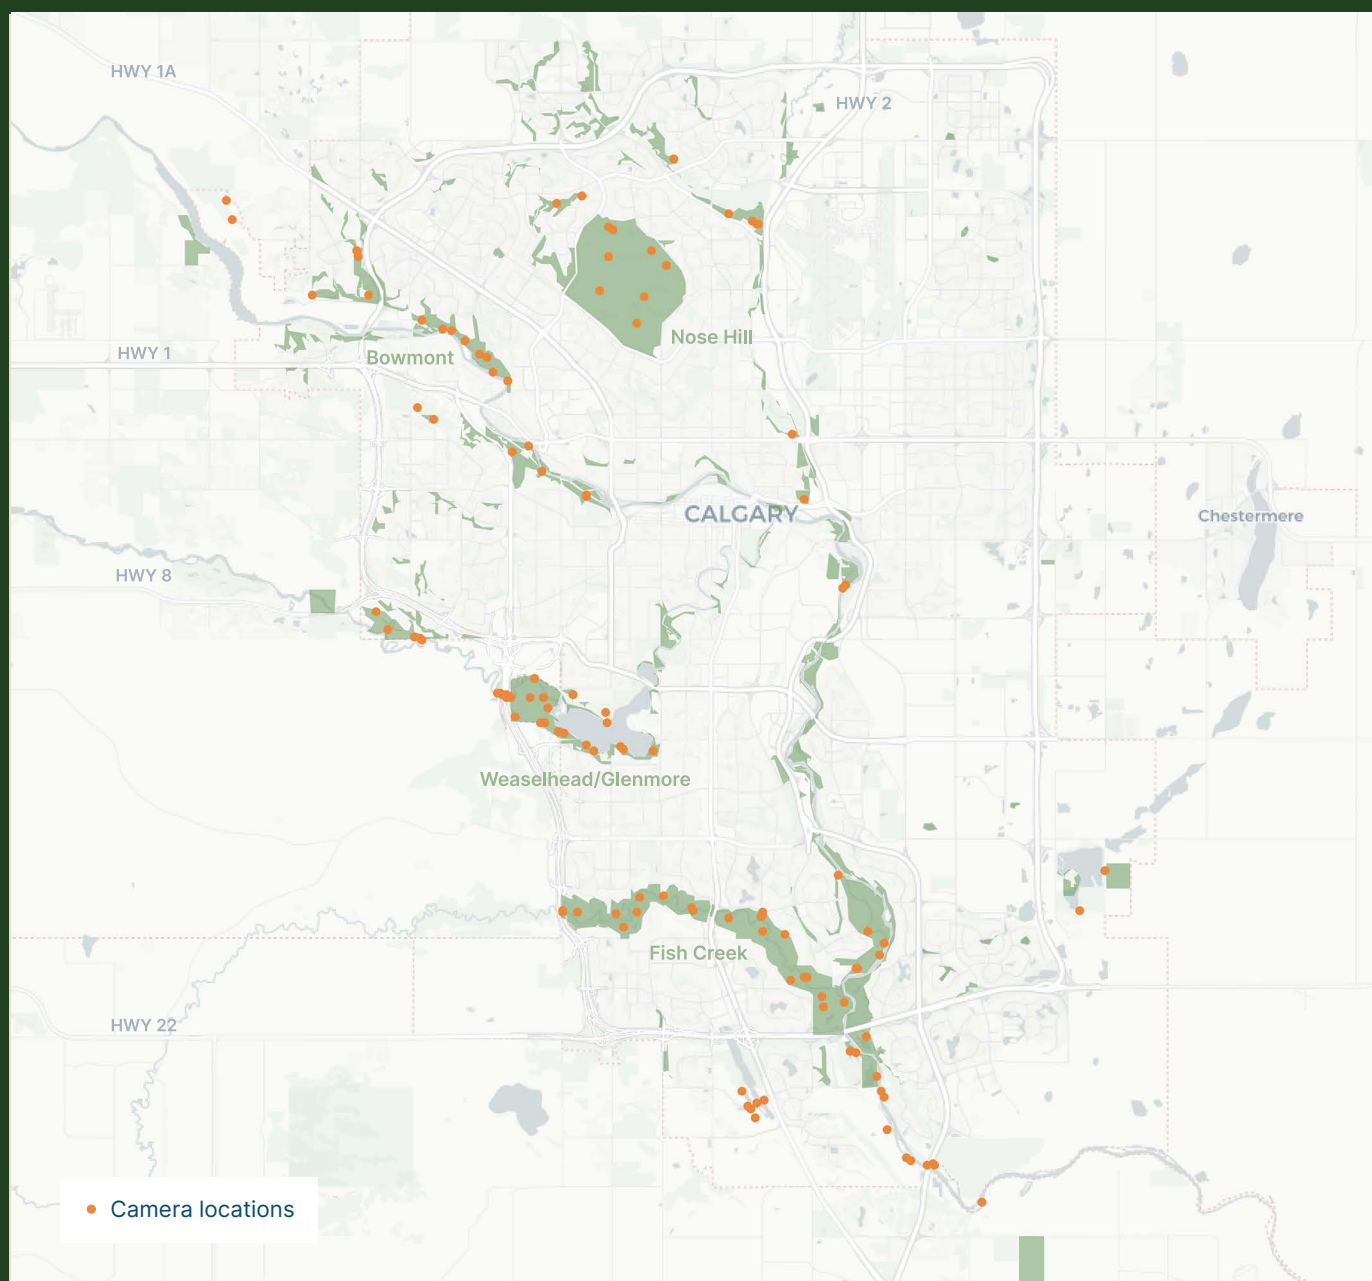 HWY 1A
HWY 2
Nose Hill
HWY 1
Bowmont
CALGARY
Chestermere
HWY 8
Weaselhead/Glenmore
Fish Creek
HWY 22
Camera locations